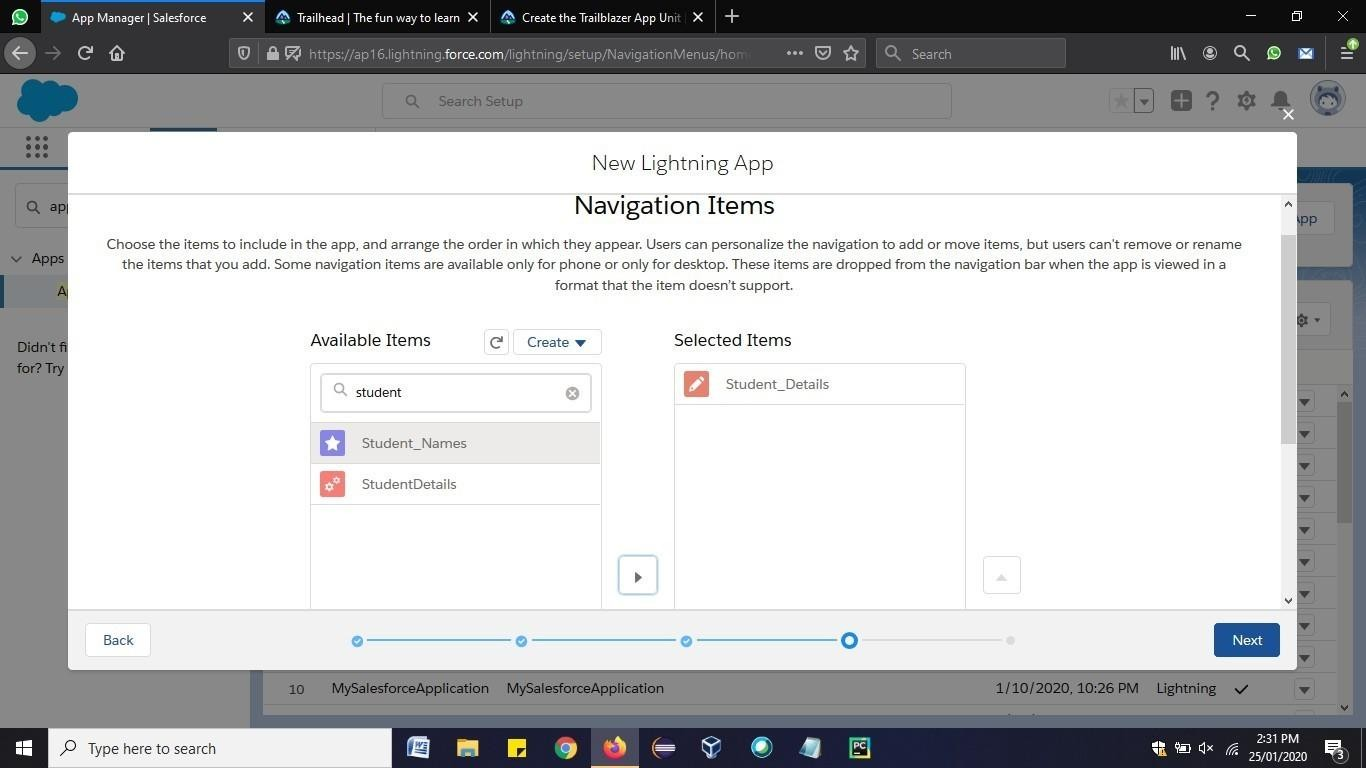 App Manager | Salesforce
Trailhead | The fun way to learn
Create the Trailblazer App Unit
https://ap16.lightning.force.com/lightning/setup/NavigationMenus/hom
Search
Search Setup
New Lightning App
app
App
Navigation Items
Choose the items to include in the app, and arrange the order in which they appear. Users can personalize the navigation to add or move items, but users can't remove or rename
the items that you add. Some navigation items are available only for phone or only for desktop. These items are dropped from the navigation bar when the app is viewed in a
format that the item doesn't support.
Apps
Didn't fi
for? Try
Available Items
Create
Selected Items
student
Student_Details
Student_Names
StudentDetails
Back
Next
10 MySalesforceApplication MySalesforceApplication 1/10/2020, 10:26 PM Lightning
Type here to search
W
PC
2:31 PM
25/01/2020
3